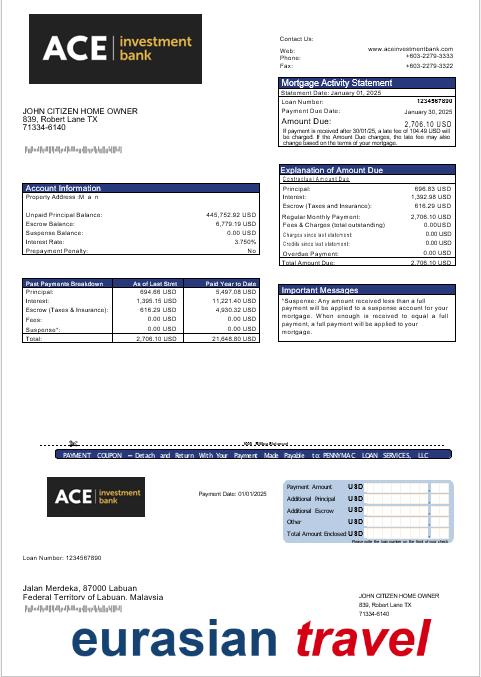 ACE investment bank
Contact Us:
Web: www.aceinvestmentbank.com
Phone: +603-2279-3333
Fax: +603-2279-3322
JOHN CITIZEN HOME OWNER
839, Robert Lane TX
71334-6140
Mortgage Activity Statement
Statement Date: January 01, 2025
Loan Number: 1234567890
Payment Due Date: January 30, 2025
Amount Due: 2,706.10 USD
If payment is received after 30/01/25, a late fee of 104.49 USD will
be charged. If the Amount Due changes, the late fee may also
change based on the terms of your mortgage.
Account Information
Property Address :M a n
Unpaid Principal Balance: 445,752.92 USD
Escrow Balance: 6,779.19 USD
Suspense Balance: 0.00 USD
Interest Rate: 3.750%
Prepayment Penalty: No
Explanation of Amount Due
Contractual Amount Due
Principal: 696.83 USD
Interest: 1,392.98 USD
Escrow (Taxes and Insurance): 616.29 USD
Regular Monthly Payment: 2,706.10 USD
Fees & Charges (total outstanding) 0.00USD
Charges since last statement: 0.00 USD
Credits since last statement: 0.00 USD
Overdue Payment: 0.00 USD
Total Amount Due: 2,706.10 USD
Past Payments Breakdown As of Last Stmt Paid Year to Date
Principal: 694.66 USD 5,497.08 USD
Interest: 1,395.15 USD 11,221.40 USD
Escrow (Taxes & Insurance): 616.29 USD 4,930.32 USD
Fees: 0.00 USD 0.00 USD
Suspense*: 0.00 USD 0.00 USD
Total: 2,706.10 USD 21,648.80 USD
Important Messages
*Suspense: Any amount received less than a full
payment will be applied to a suspense account for your
mortgage. When enough is received to equal a full
payment, a full payment will be applied to your
mortgage.
PAYMENT COUPON – Detach and Return With Your Payment Made Payable to: PENNYMAC LOAN SERVICES, LLC
ACE investment bank
Payment Date: 01/01/2025
Payment Amount USD
Additional Principal USD
Additional Escrow USD
Other USD
Total Amount Enclosed USD
Please write the loan number on the front of your check
Loan Number: 1234567890
Jalan Merdeka, 87000 Labuan
Federal Territory of Labuan. Malaysia
JOHN CITIZEN HOME OWNER
839, Robert Lane TX
71334-6140
eurasian travel